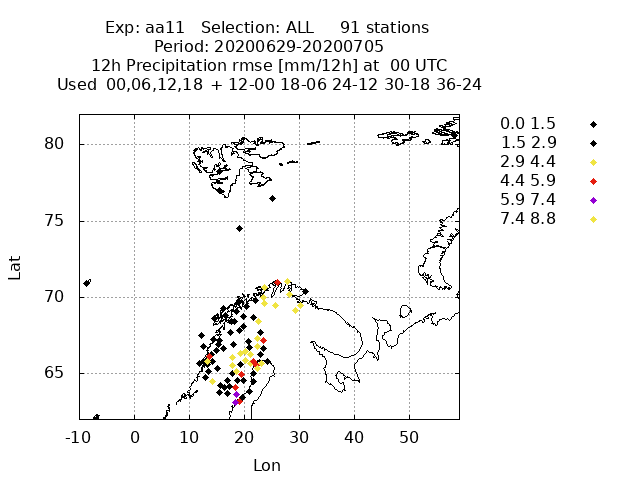 Exp: aa11 Selection: ALL 91 stations
Period: 20200629-20200705
12h Precipitation rmse [mm/12h] at 00 UTC
Used 00,06,12,18 + 12-00 18-06 24-12 30-18 36-24
0.0 1.5
1.5 2.9
2.9 4.4
4.4 5.9
5.9 7.4
7.4 8.8
80
75
70
65
Lat
-10 0 10 20 30 40 50
Lon